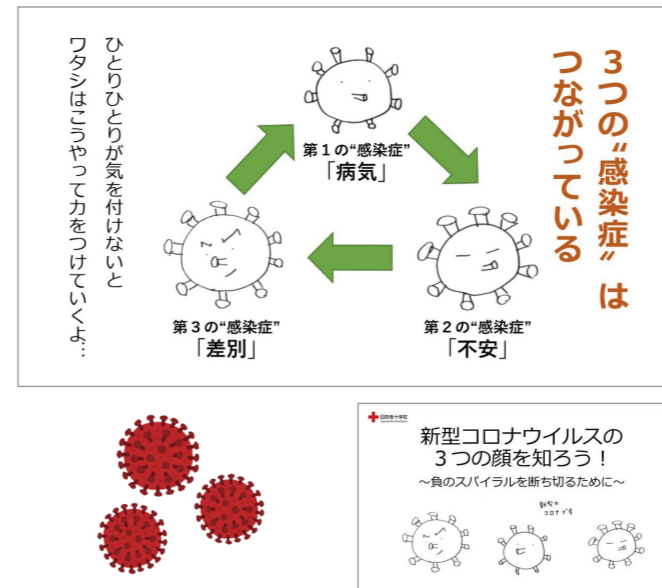 3つの“感染症”は
つながっている
第1の“感染症”
「病気」
第2の“感染症”
「不安」
第3の“感染症”
「差別」
ひとりひとりが気を付けないと
ワタシはこうやって力をつけていくよ…
日本赤十字社
新型コロナウイルスの
3つの顔を知ろう！
～負のスパイラルを断ち切るために～
新型の
コロナです